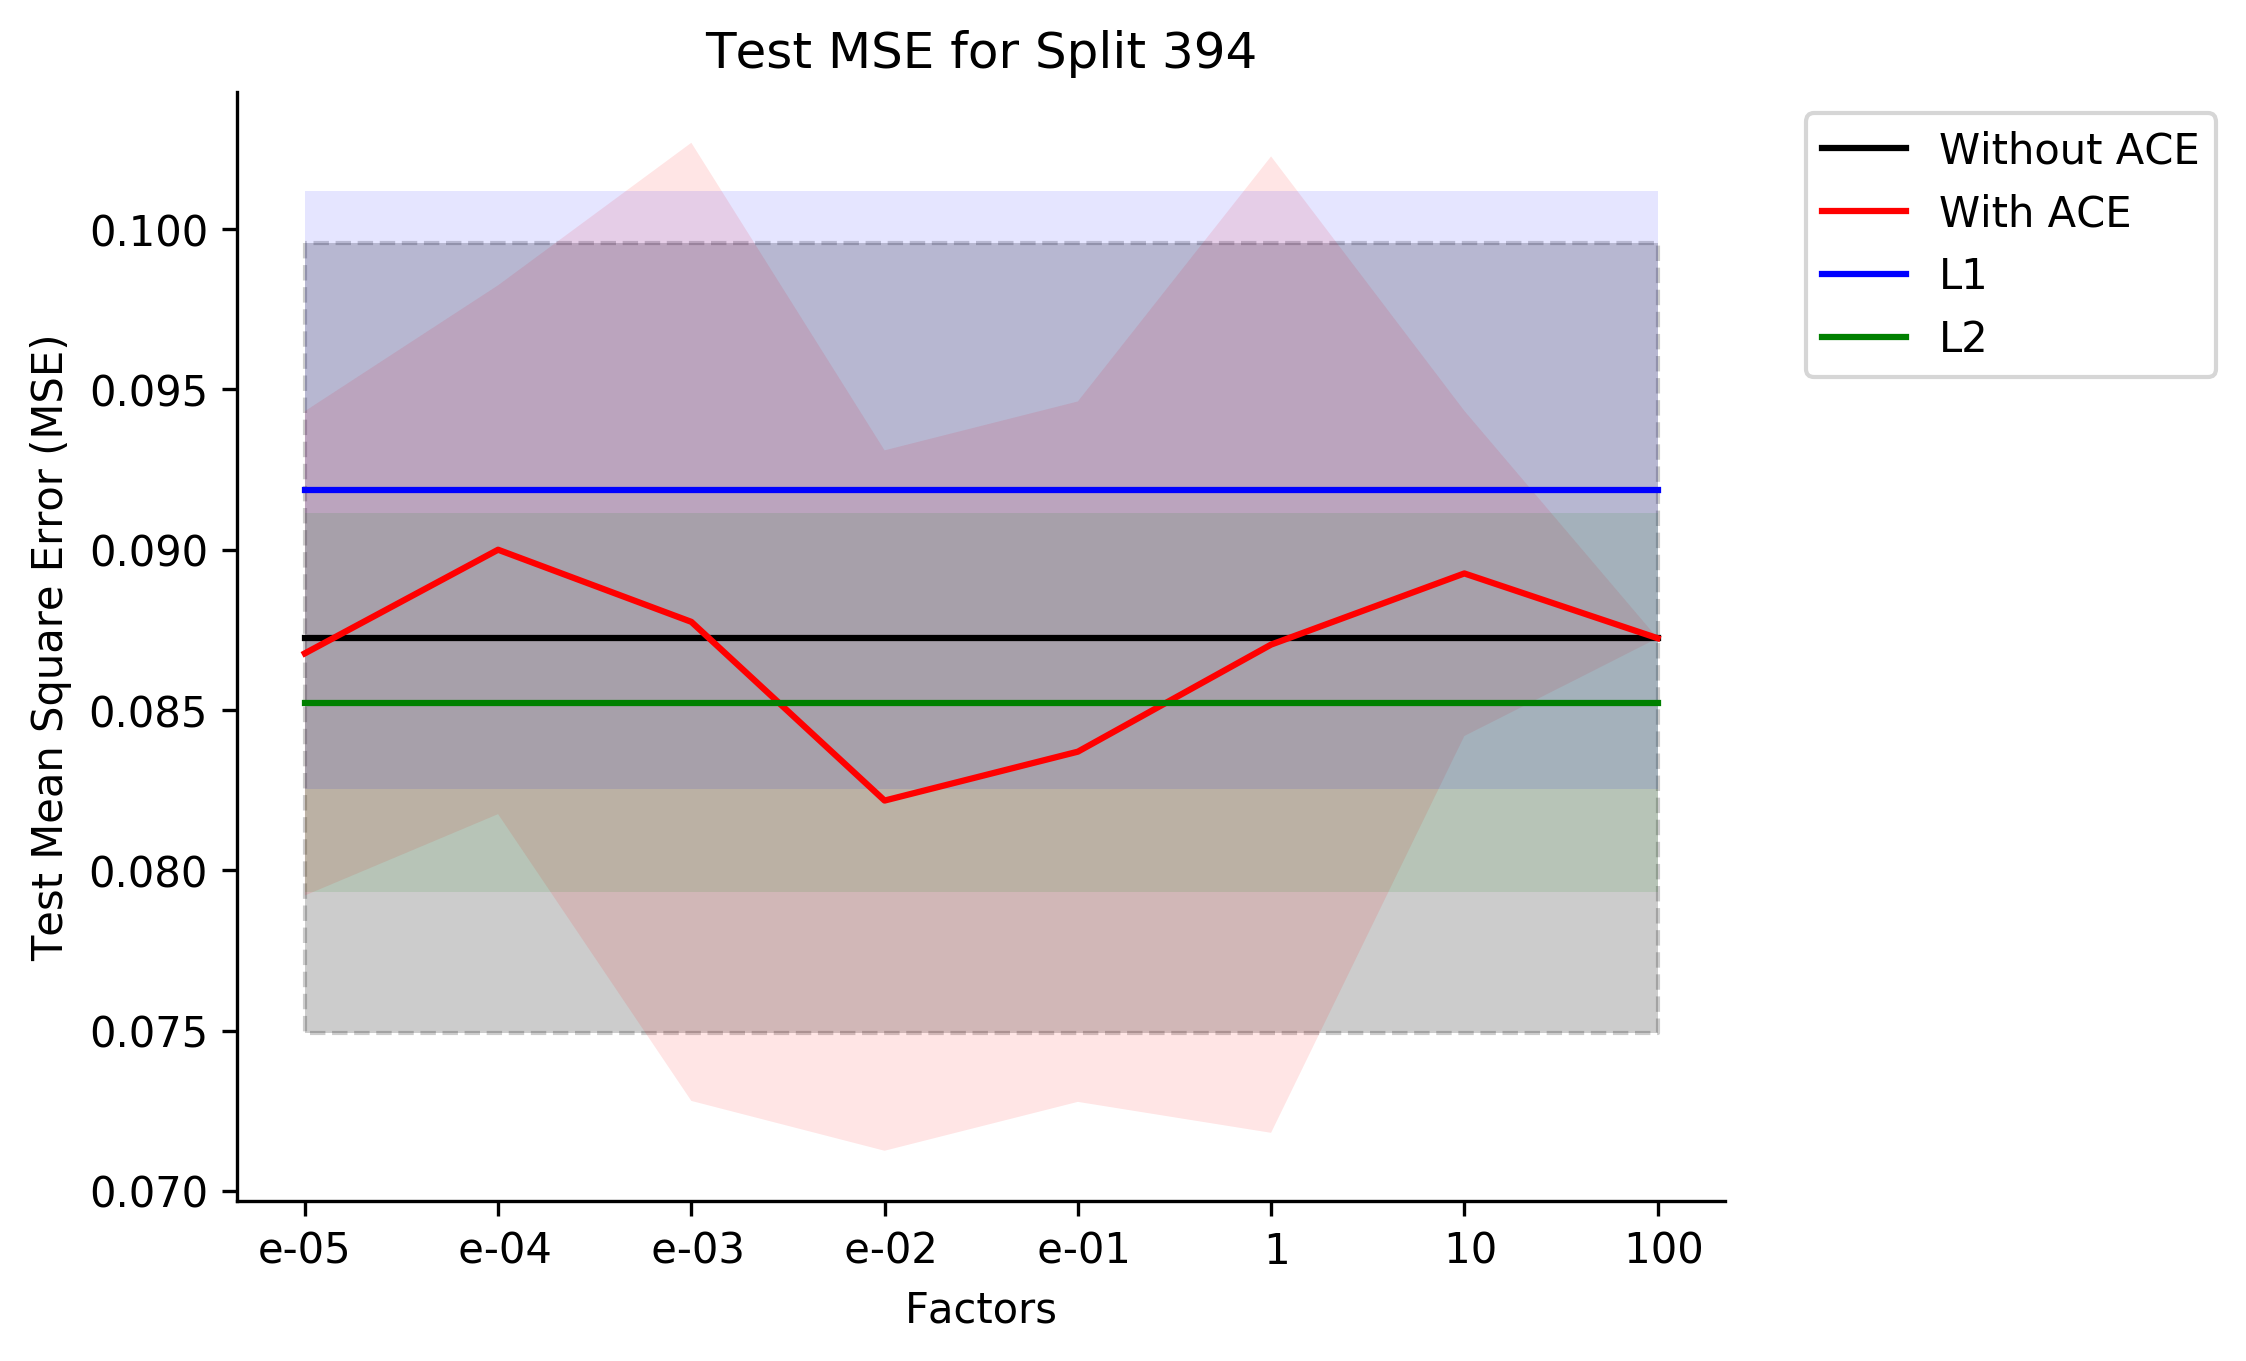 Test MSE for Split 394
Without ACE
With ACE
L1
L2
Test Mean Square Error (MSE)
0.100
0.095
0.090
0.085
0.080
0.075
0.070
e-05 e-04 e-03 e-02 e-01 1 10 100
Factors